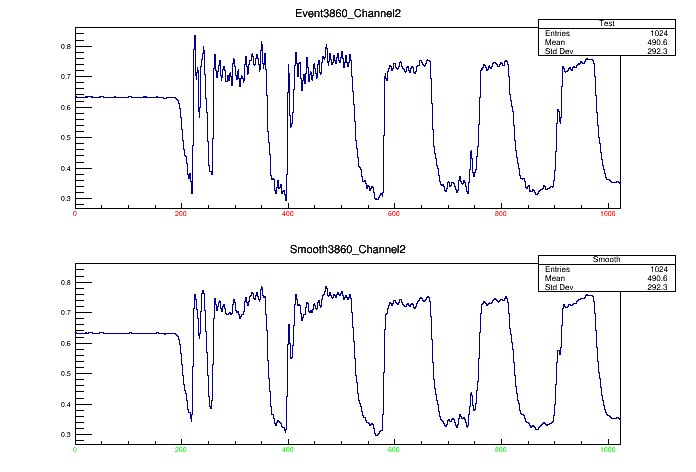 Event3860_Channel2
Test
Entries 1024
Mean 490.6
Std Dev 292.3
0.8
0.7
0.6
0.5
0.4
0.3
0 200 400 600 800 1000
Smooth3860_Channel2
Smooth
Entries 1024
Mean 490.6
Std Dev 292.3
0.8
0.7
0.6
0.5
0.4
0.3
0 200 400 600 800 1000